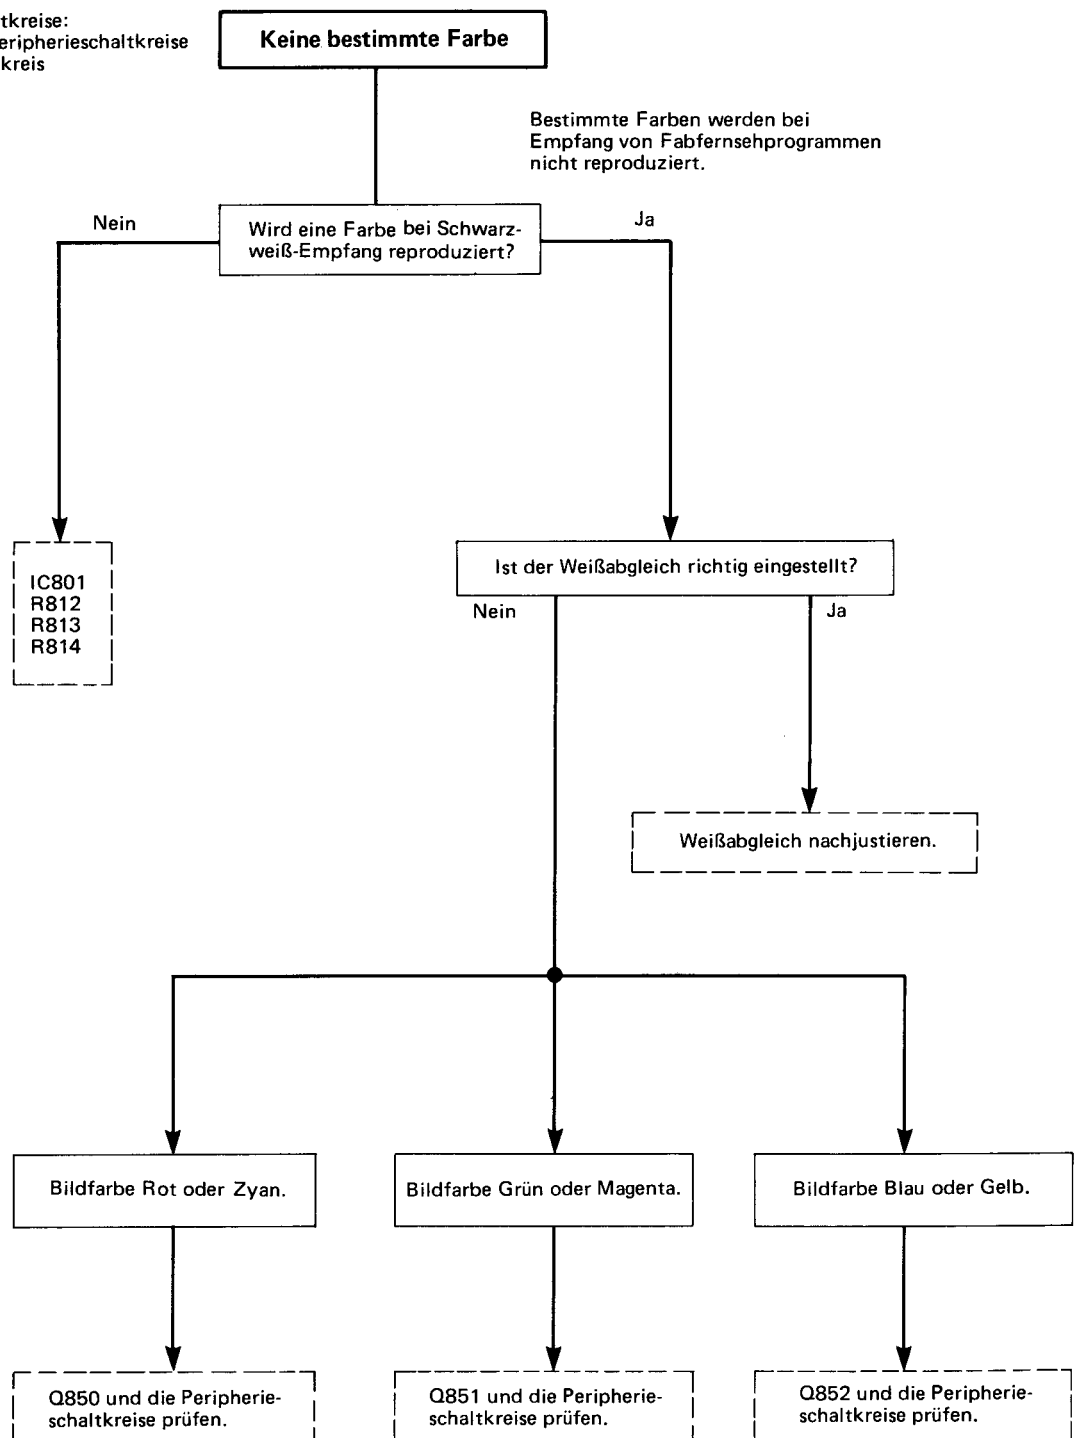 tkreise:
eripherieschaltkreise
kreis
Keine bestimmte Farbe
Bestimmte Farben werden bei
Empfang von Fabfernsehprogrammen
nicht reproduziert.
Nein
Wird eine Farbe bei Schwarz-
weiß-Empfang reproduziert?
Ja
IC801
R812
R813
R814
Ist der Weißabgleich richtig eingestellt?
Nein
Ja
Weißabgleich nachjustieren.
Bildfarbe Rot oder Zyan.
Bildfarbe Grün oder Magenta.
Bildfarbe Blau oder Gelb.
Q850 und die Peripherie-
schaltkreise prüfen.
Q851 und die Peripherie-
schaltkreise prüfen.
Q852 und die Peripherie-
schaltkreise prüfen.